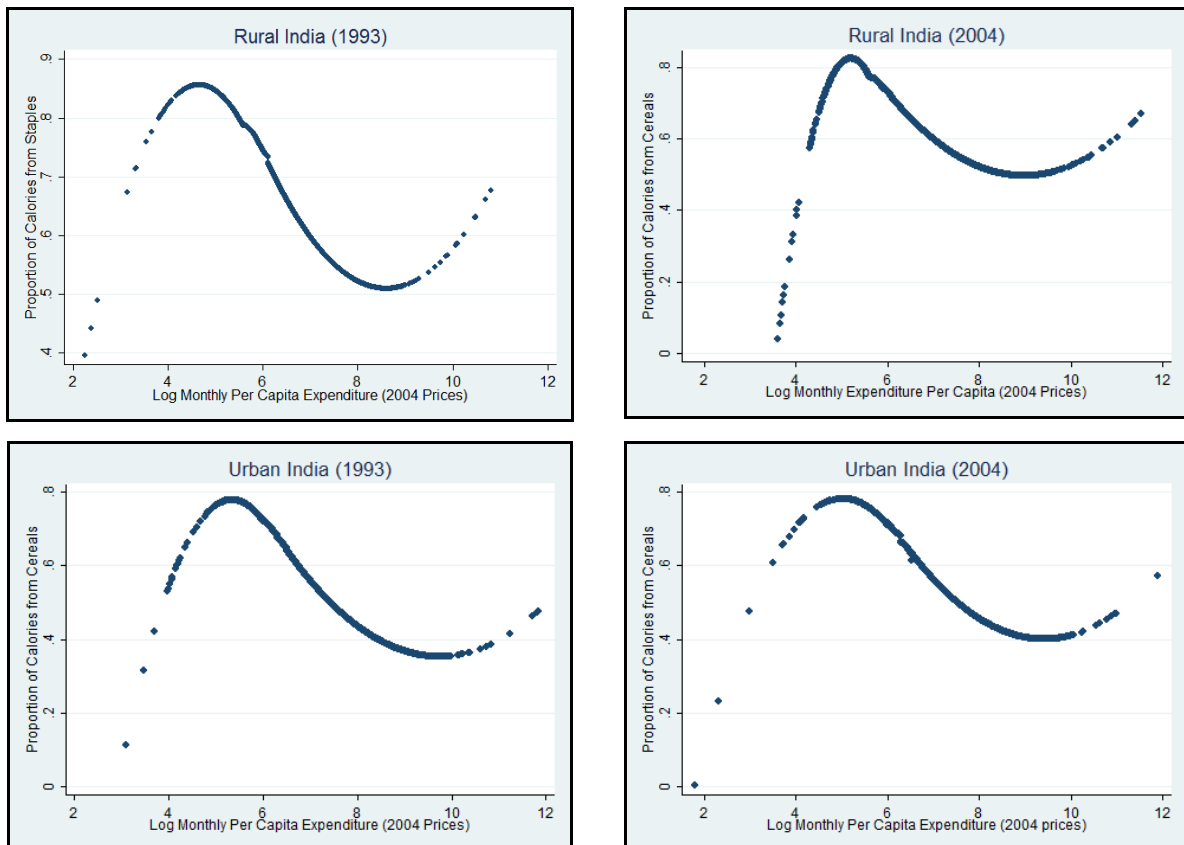 Rural India (1993)
Proportion of Calories from Staples
.9
.8
.7
.6
.5
.4
2 4 6 8 10 12
Log Monthly Per Capita Expenditure (2004 Prices)
Rural India (2004)
Proportion of Calories from Cereals
.8
.6
.4
.2
0
2 4 6 8 10 12
Log Monthly Expenditure Per Capita (2004 Prices)
Urban India (1993)
Proportion of Calories from Cereals
.8
.6
.4
.2
0
2 4 6 8 10 12
Log Monthly Per Capita Expenditure (2004 Prices)
Urban India (2004)
Proportion of Calories from Cereals
.8
.6
.4
.2
0
2 4 6 8 10 12
Log Monthly Per Capita Expenditure (2004 prices)